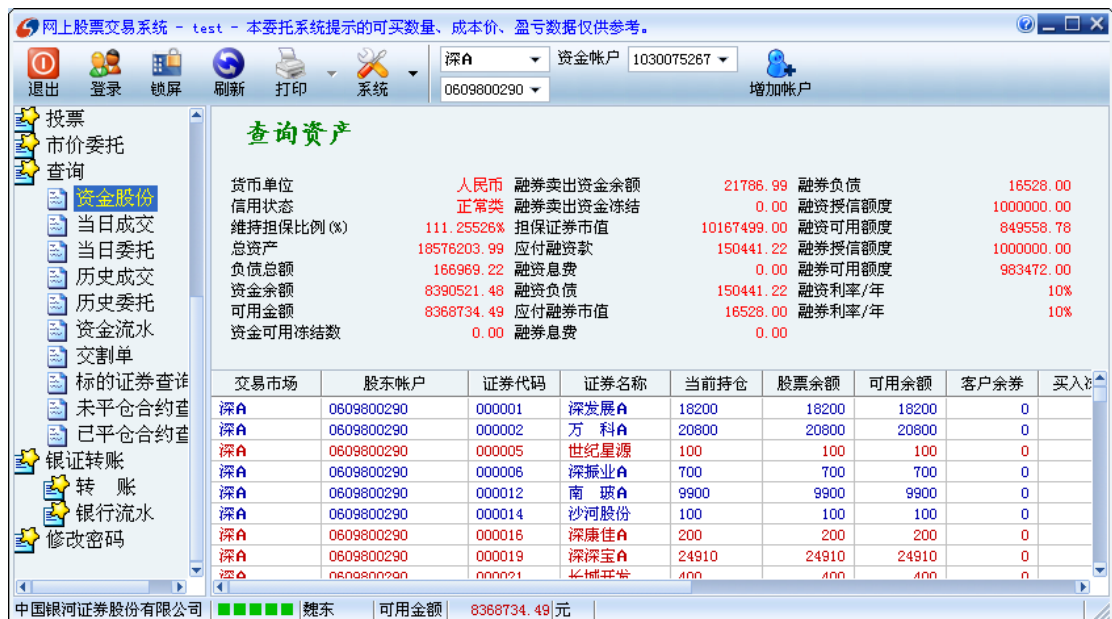 网上股票交易系统 - test - 本委托系统提示的可买数量、成本价、盈亏数据仅供参考。
退出 登录 锁屏 刷新 打印 系统 深A 资金帐户 1030075267 0609800290 增加帐户
投票
市价委托
查询
资金股份
当日成交
当日委托
历史成交
历史委托
资金流水
交割单
标的证券查询
未平仓合约查
已平仓合约查
银证转账
转 账
银行流水
修改密码
查询资产
货币单位 人民币 融券卖出资金余额 21786.99 融券负债 16528.00
信用状态 正常类 融券卖出资金冻结 0.00 融资授信额度 1000000.00
维持担保比例(%) 111.25526% 担保证券市值 10167499.00 融资可用额度 849558.78
总资产 18576203.99 应付融资款 150441.22 融券授信额度 1000000.00
负债总额 166969.22 融资息费 0.00 融券可用额度 983472.00
资金余额 8390521.48 融资负债 150441.22 融资利率/年 10%
可用金额 8368734.49 应付融券市值 16528.00 融券利率/年 10%
资金可用冻结数 0.00 融券息费 0.00
交易市场 股东帐户 证券代码 证券名称 当前持仓 股票余额 可用余额 客户余券 买入
深A 0609800290 000001 深发展A 18200 18200 18200 0
深A 0609800290 000002 万 科A 20800 20800 20800 0
深A 0609800290 000005 世纪星源 100 100 100 0
深A 0609800290 000006 深振业A 700 700 700 0
深A 0609800290 000012 南 玻A 9900 9900 9900 0
深A 0609800290 000014 沙河股份 100 100 100 0
深A 0609800290 000016 深康佳A 200 200 200 0
深A 0609800290 000019 深深宝A 24910 24910 24910 0
深A 0609800290 000021 长城开发 400 400 400 0
中国银河证券股份有限公司 魏东 可用金额 8368734.49 元